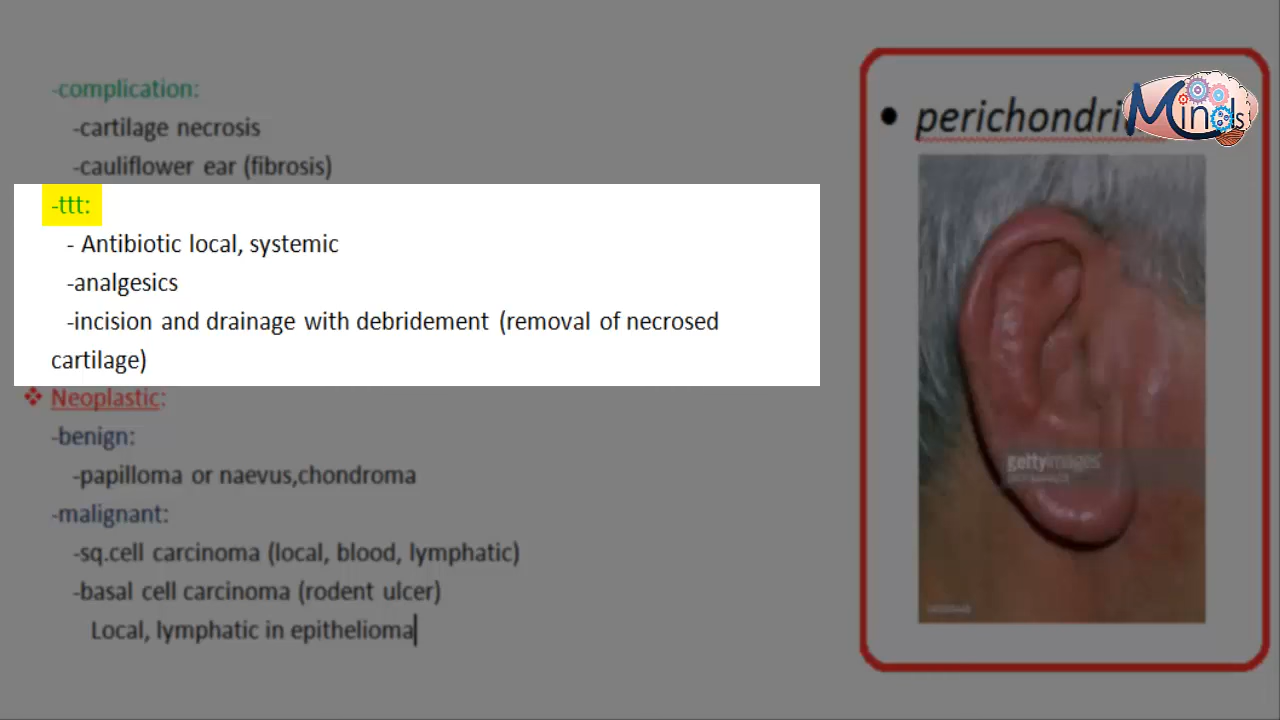 -complication:
-cartilage necrosis
-cauliflower ear (fibrosis)
-ttt:
- Antibiotic local, systemic
-analgesics
-incision and drainage with debridement (removal of necrosed
cartilage)
❖ Neoplastic:
-benign:
-papilloma or naevus,chondroma
-malignant:
-sq.cell carcinoma (local, blood, lymphatic)
-basal cell carcinoma (rodent ulcer)
Local, lymphatic in epithelioma
• perichondri
Minds
gettyimages